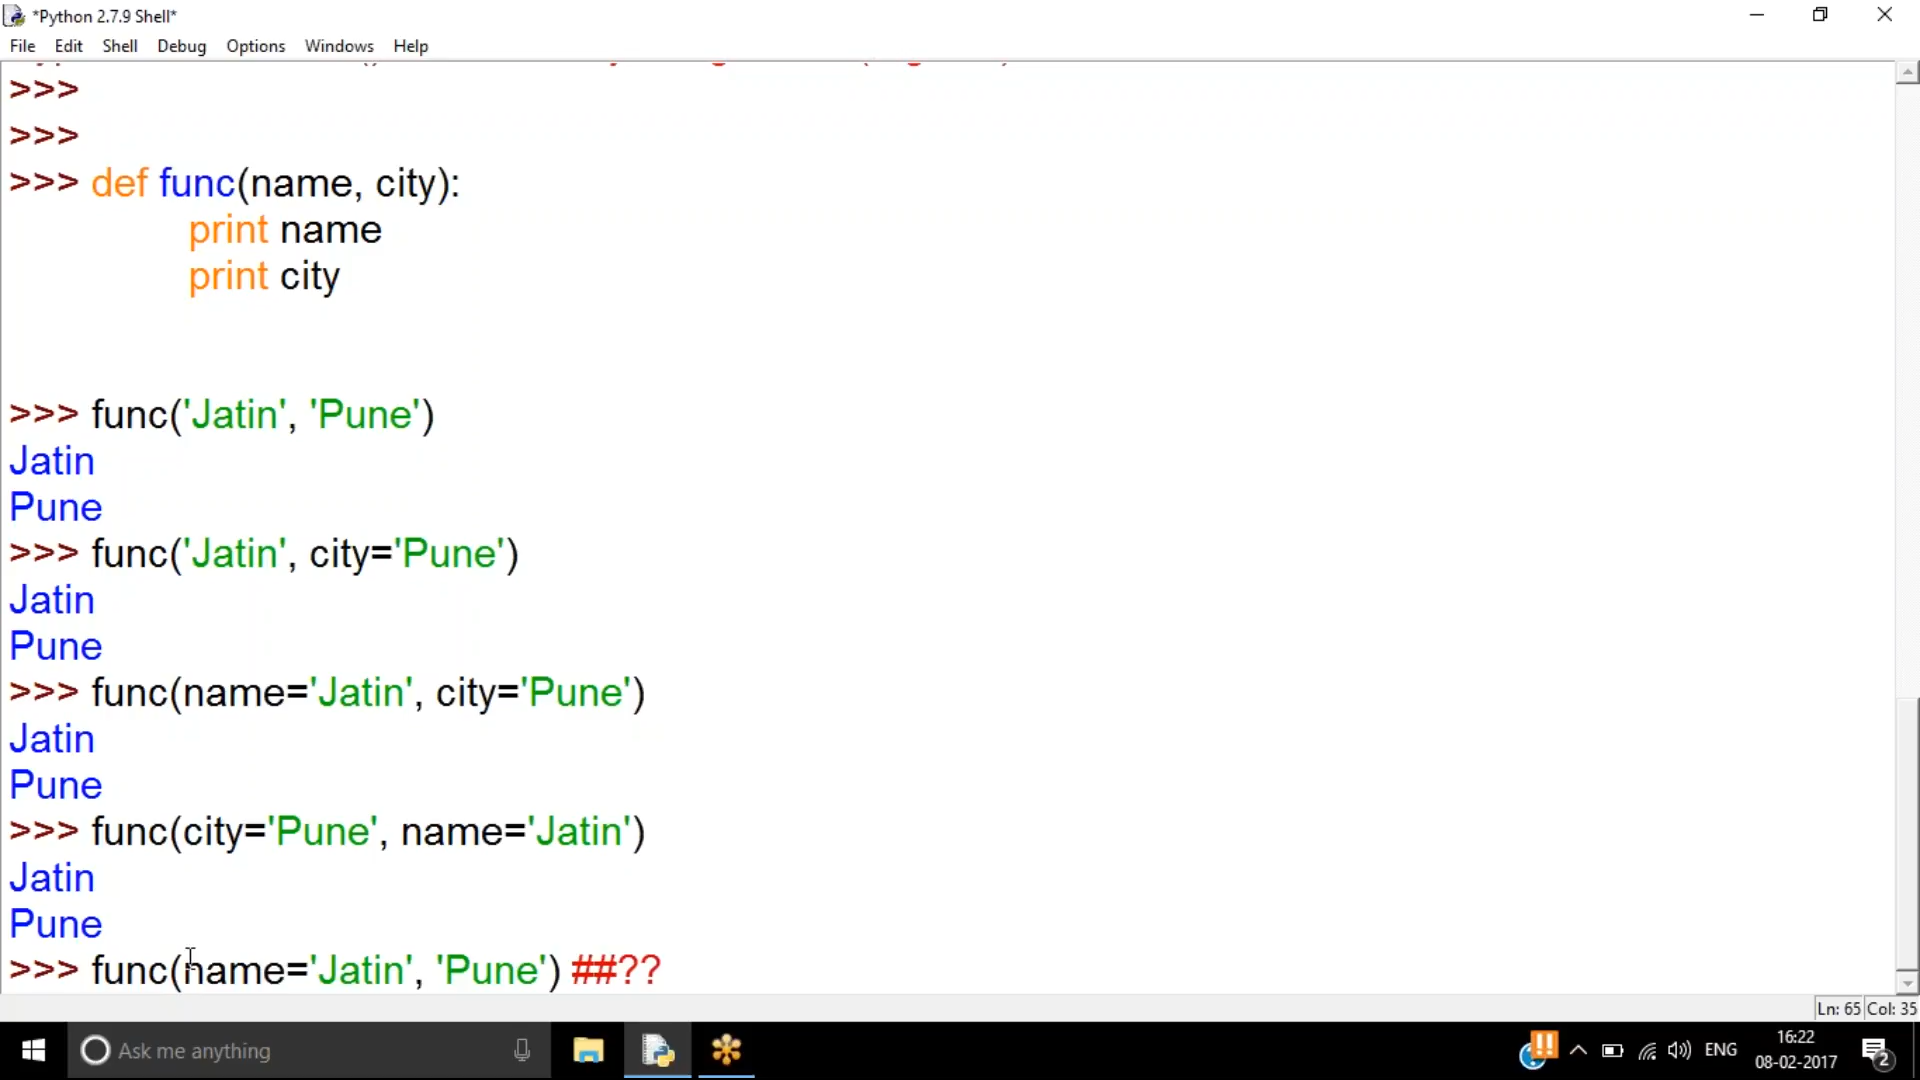 *Python 2.7.9 Shell*
File Edit Shell Debug Options Windows Help
>>>
>>>
>>> def func(name, city):
print name
print city
>>> func('Jatin', 'Pune')
Jatin
Pune
>>> func('Jatin', city='Pune')
Jatin
Pune
>>> func(name='Jatin', city='Pune')
Jatin
Pune
>>> func(city='Pune', name='Jatin')
Jatin
Pune
>>> func(name='Jatin', 'Pune') ##??
Ln: 65 Col: 35
Ask me anything
ENG
16:22
08-02-2017
2